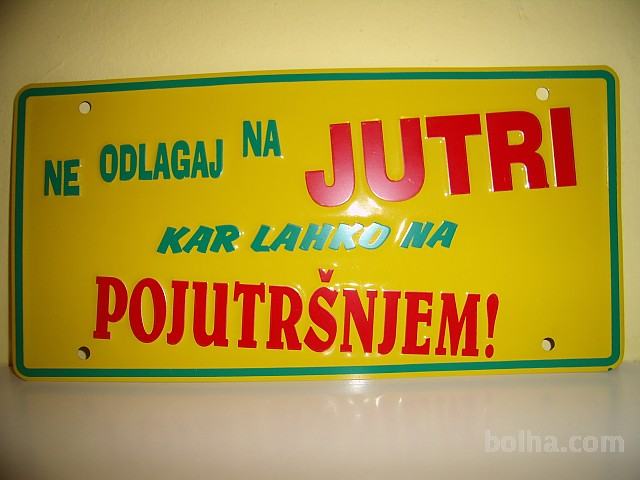 NE ODLAGAJ NA JUTRI
KAR LAHKO NA
POJUTRŠNJEM!
bolha.com